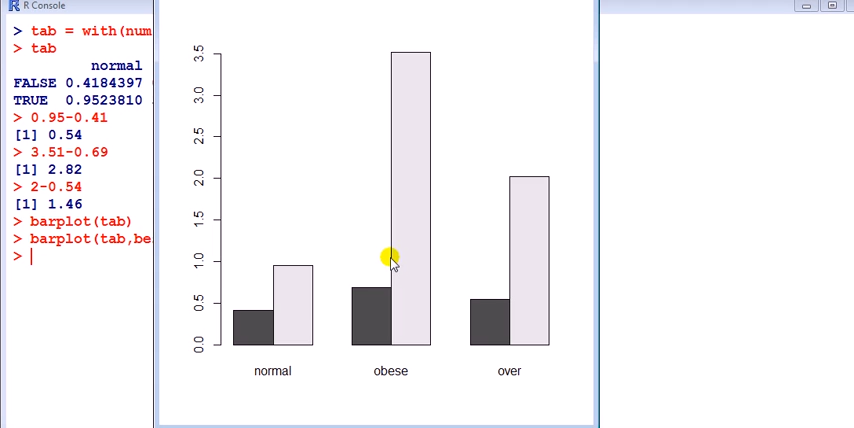 R Console
> tab = with(num
> tab
normal
FALSE 0.4184397
TRUE 0.9523810
> 0.95-0.41
[1] 0.54
> 3.51-0.69
[1] 2.82
> 2-0.54
[1] 1.46
> barplot(tab)
> barplot(tab,be
>
3.5
3.0
2.5
2.0
1.5
1.0
0.5
0.0
normal obese over